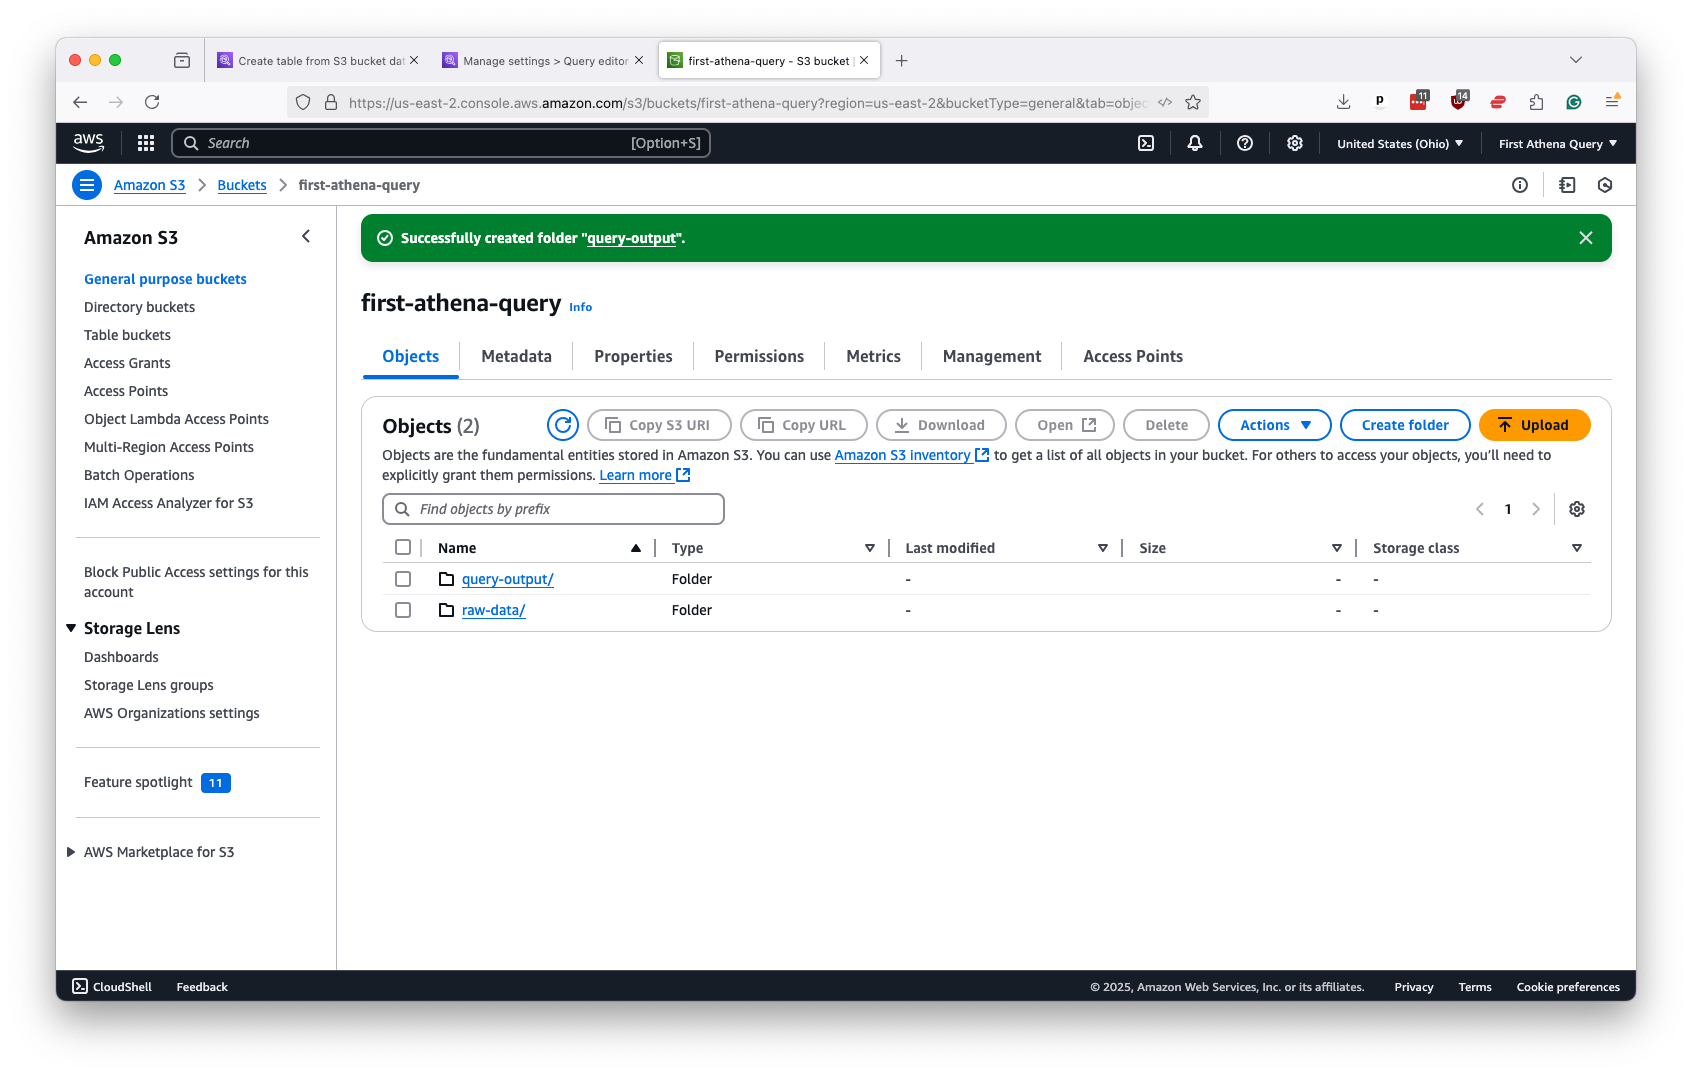 Create table from S3 bucket dat
Manage settings > Query editor
first-athena-query - S3 bucket |
https://us-east-2.console.aws.amazon.com/s3/buckets/first-athena-query?region=us-east-2&bucketType=general&tab=objec
p
11
14
aws
Search
[Option+S]
United States (Ohio)
First Athena Query
Amazon S3
Buckets
first-athena-query
Amazon S3
General purpose buckets
Directory buckets
Table buckets
Access Grants
Access Points
Object Lambda Access Points
Multi-Region Access Points
Batch Operations
IAM Access Analyzer for S3
Block Public Access settings for this
account
Storage Lens
Dashboards
Storage Lens groups
AWS Organizations settings
Feature spotlight 11
AWS Marketplace for S3
Successfully created folder "query-output".
first-athena-query Info
Objects
Metadata
Properties
Permissions
Metrics
Management
Access Points
Objects (2)
Copy S3 URI
Copy URL
Download
Open
Delete
Actions
Create folder
Upload
Objects are the fundamental entities stored in Amazon S3. You can use Amazon S3 inventory to get a list of all objects in your bucket. For others to access your objects, you'll need to
explicitly grant them permissions. Learn more
Find objects by prefix
1
Name Type Last modified Size Storage class
query-output/ Folder - - -
raw-data/ Folder - - -
CloudShell
Feedback
© 2025, Amazon Web Services, Inc. or its affiliates.
Privacy
Terms
Cookie preferences